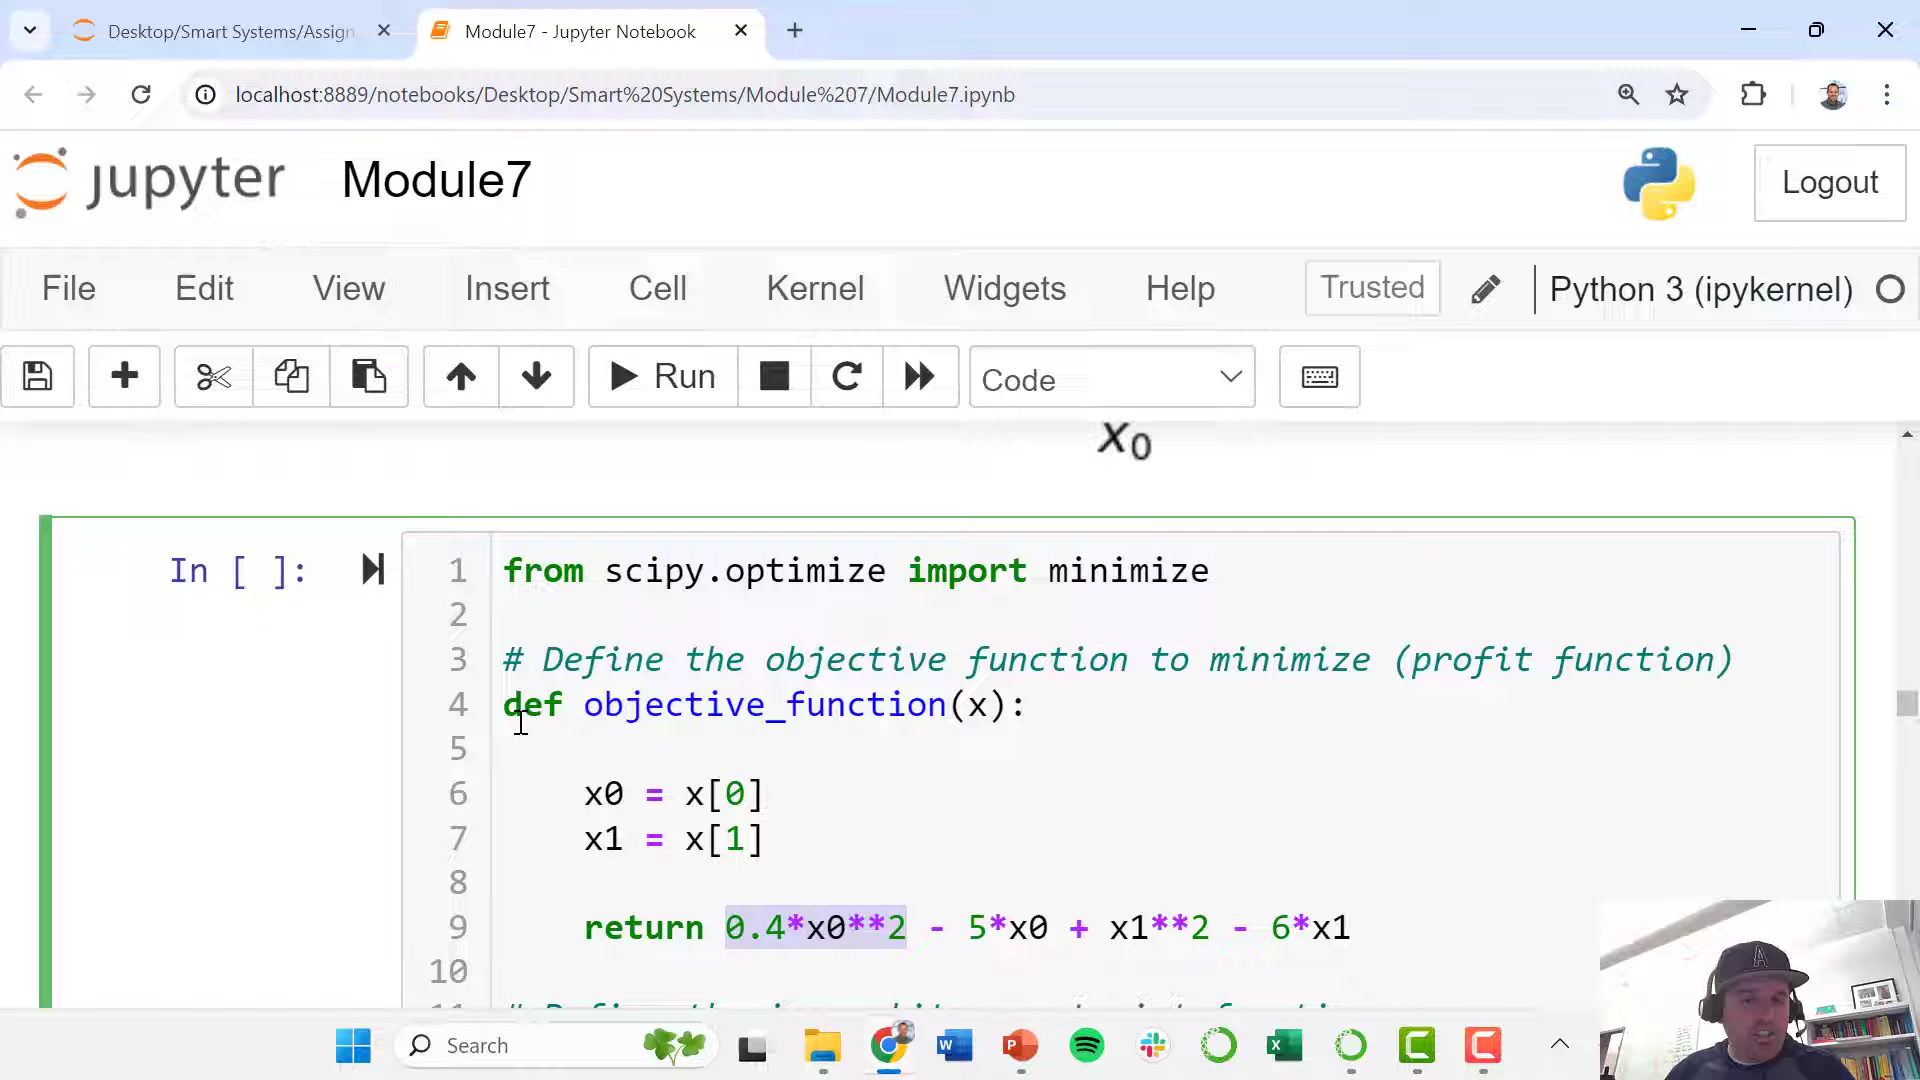 Desktop/Smart Systems/Assign
Module7 - Jupyter Notebook
localhost:8889/notebooks/Desktop/Smart%20Systems/Module%207/Module7.ipynb
jupyter Module7
Logout
File Edit View Insert Cell Kernel Widgets Help Trusted Python 3 (ipykernel)
Run Code
x0
In [ ]:
1 from scipy.optimize import minimize
2
3 # Define the objective function to minimize (profit function)
4 def objective_function(x):
5
6 x0 = x[0]
7 x1 = x[1]
8
9 return 0.4*x0**2 - 5*x0 + x1**2 - 6*x1
10
Search